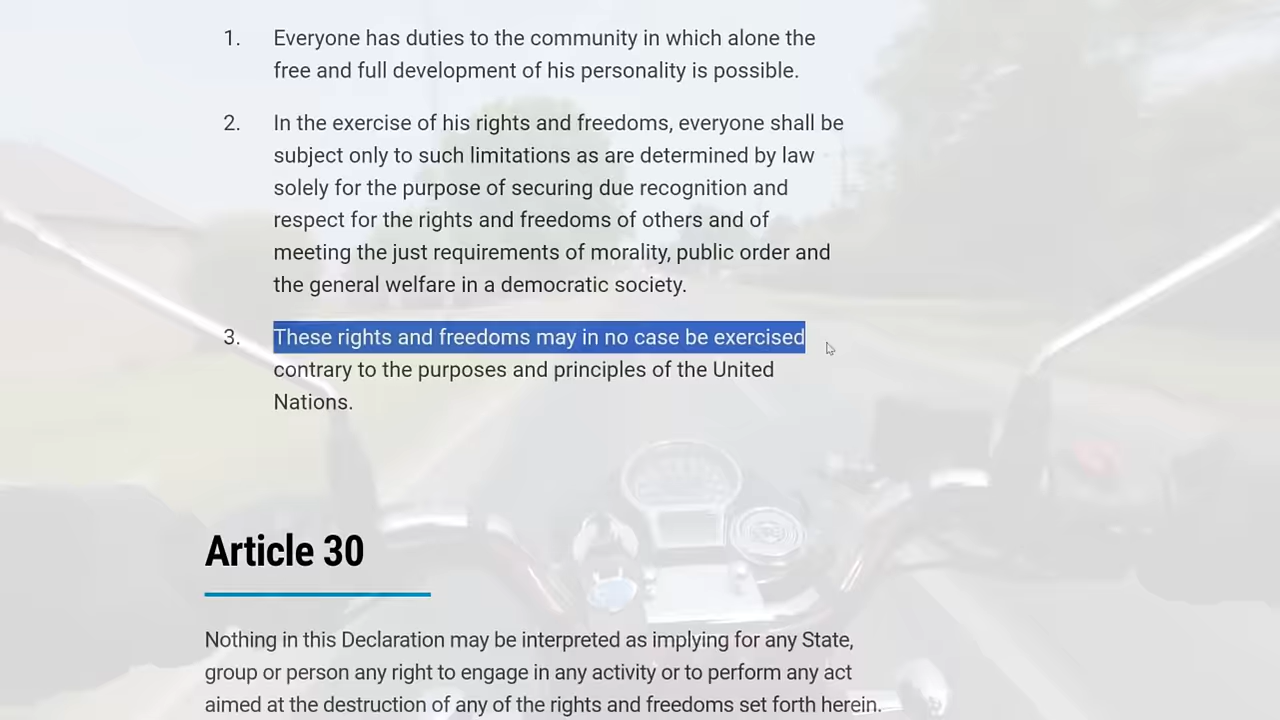 1. Everyone has duties to the community in which alone the
free and full development of his personality is possible.
2. In the exercise of his rights and freedoms, everyone shall be
subject only to such limitations as are determined by law
solely for the purpose of securing due recognition and
respect for the rights and freedoms of others and of
meeting the just requirements of morality, public order and
the general welfare in a democratic society.
3. These rights and freedoms may in no case be exercised
contrary to the purposes and principles of the United
Nations.
Article 30
Nothing in this Declaration may be interpreted as implying for any State,
group or person any right to engage in any activity or to perform any act
aimed at the destruction of any of the rights and freedoms set forth herein.